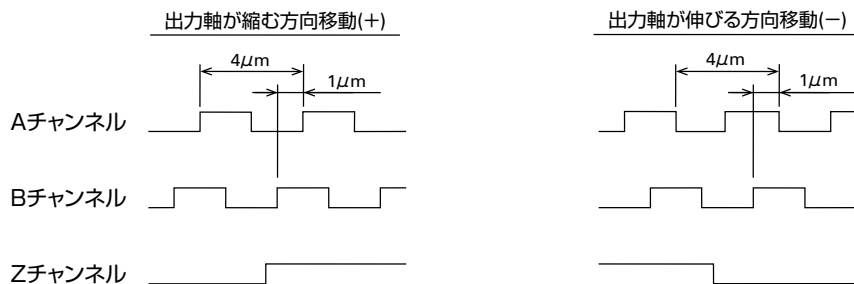 出力軸が縮む方向移動(+)
出力軸が伸びる方向移動(−)
4μm
1μm
4μm
1μm
Aチャンネル
Bチャンネル
Zチャンネル